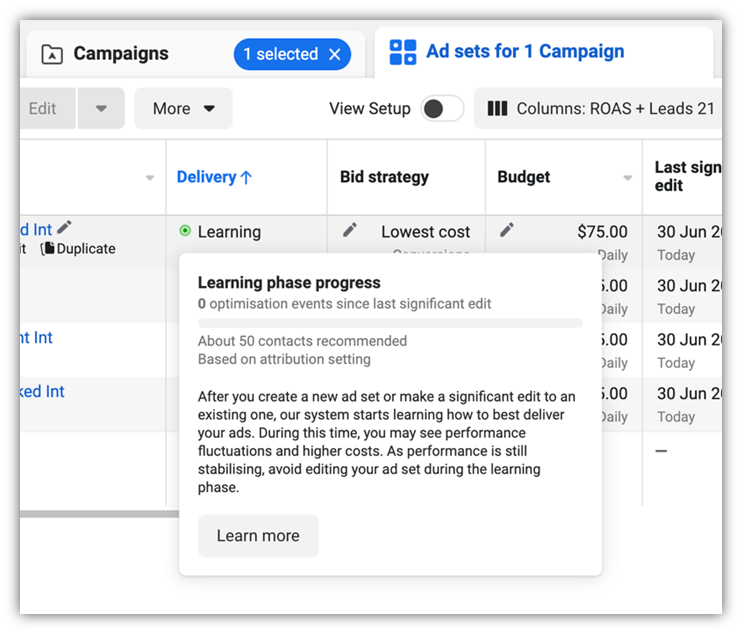 Campaigns
1 selected
Ad sets for 1 Campaign
Edit
More
View Setup
Columns: ROAS + Leads 21
Delivery ↑
Bid strategy
Budget
Last sign
edit
d Int
Learning
Lowest cost
$75.00
30 Jun 20
it
Duplicate
Conversions
Daily
Today
Learning phase progress
0 optimisation events since last significant edit
About 50 contacts recommended
Based on attribution setting
After you create a new ad set or make a significant edit to an
existing one, our system starts learning how to best deliver
your ads. During this time, you may see performance
fluctuations and higher costs. As performance is still
stabilising, avoid editing your ad set during the learning
phase.
Learn more
5.00
30 Jun 20
Daily
Today
nt Int
5.00
30 Jun 20
Daily
Today
ked Int
5.00
30 Jun 20
Daily
Today
—